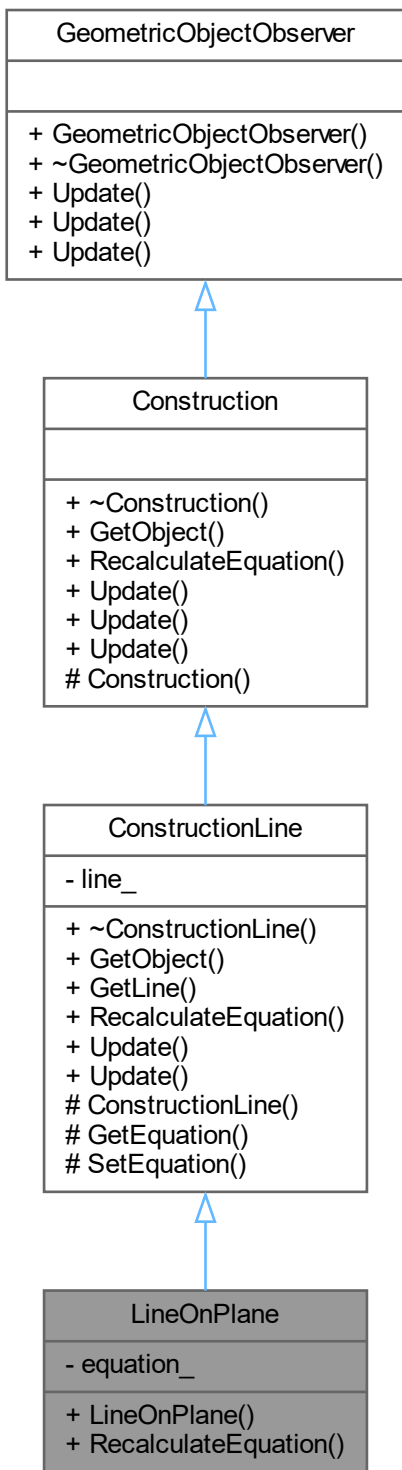 GeometricObjectObserver
+ GeometricObjectObserver()
+ ~GeometricObjectObserver()
+ Update()
+ Update()
+ Update()
Construction
+ ~Construction()
+ GetObject()
+ RecalculateEquation()
+ Update()
+ Update()
+ Update()
# Construction()
ConstructionLine
- line_
+ ~ConstructionLine()
+ GetObject()
+ GetLine()
+ RecalculateEquation()
+ Update()
+ Update()
# ConstructionLine()
# GetEquation()
# SetEquation()
LineOnPlane
- equation_
+ LineOnPlane()
+ RecalculateEquation()